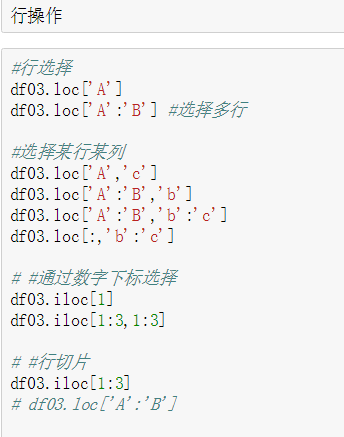 行操作
#行选择
df03.loc['A']
df03.loc['A':'B'] #选择多行
#选择某行某列
df03.loc['A','c']
df03.loc['A':'B','b']
df03.loc['A':'B','b':'c']
df03.loc[:,'b':'c']
# #通过数字下标选择
df03.iloc[1]
df03.iloc[1:3,1:3]
# #行切片
df03.iloc[1:3]
# df03.loc['A':'B']